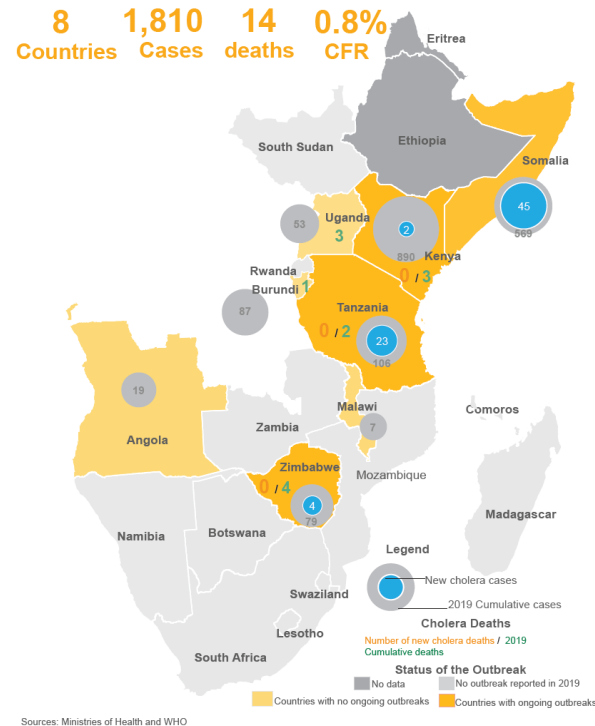 8 1,810 14 0.8%
Countries Cases deaths CFR
Eritrea
Ethiopia
South Sudan
Somalia
45
569
Uganda
53
3
2
890
Kenya
0 / 3
Rwanda
Burundi 1
87
Tanzania
0 / 2
23
106
19
Angola
Malawi
7
Zambia
Comoros
Mozambique
Zimbabwe
0 / 4
4
79
Madagascar
Namibia
Botswana
Swaziland
Lesotho
South Africa
Legend
New cholera cases
2019 Cumulative cases
Cholera Deaths
Number of new cholera deaths / 2019
Cumulative deaths
Status of the Outbreak
No data No outbreak reported in 2019
Countries with no ongoing outbreaks Countries with ongoing outbreaks
Sources: Ministries of Health and WHO